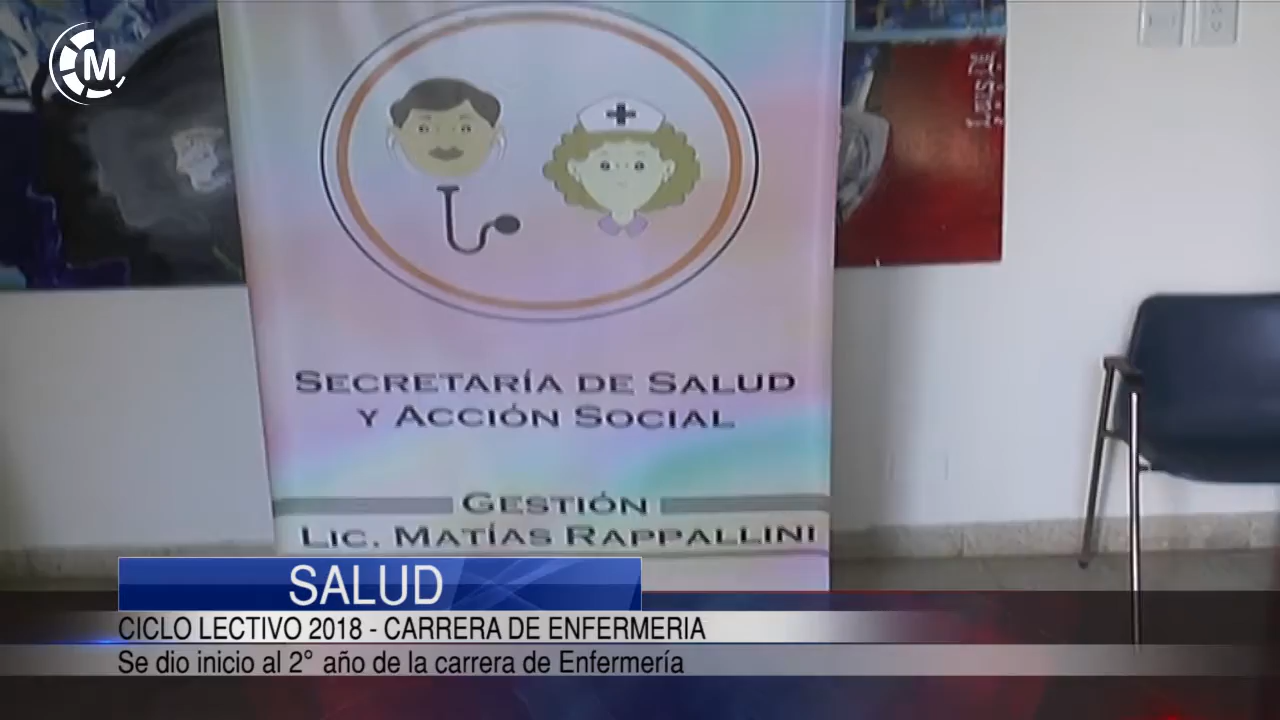 M
SECRETARÍA DE SALUD
Y ACCIÓN SOCIAL
GESTIÓN
LIC. MATÍAS RAPPALLINI
SALUD
CICLO LECTIVO 2018 - CARRERA DE ENFERMERIA
Se dio inicio al 2° año de la carrera de Enfermería